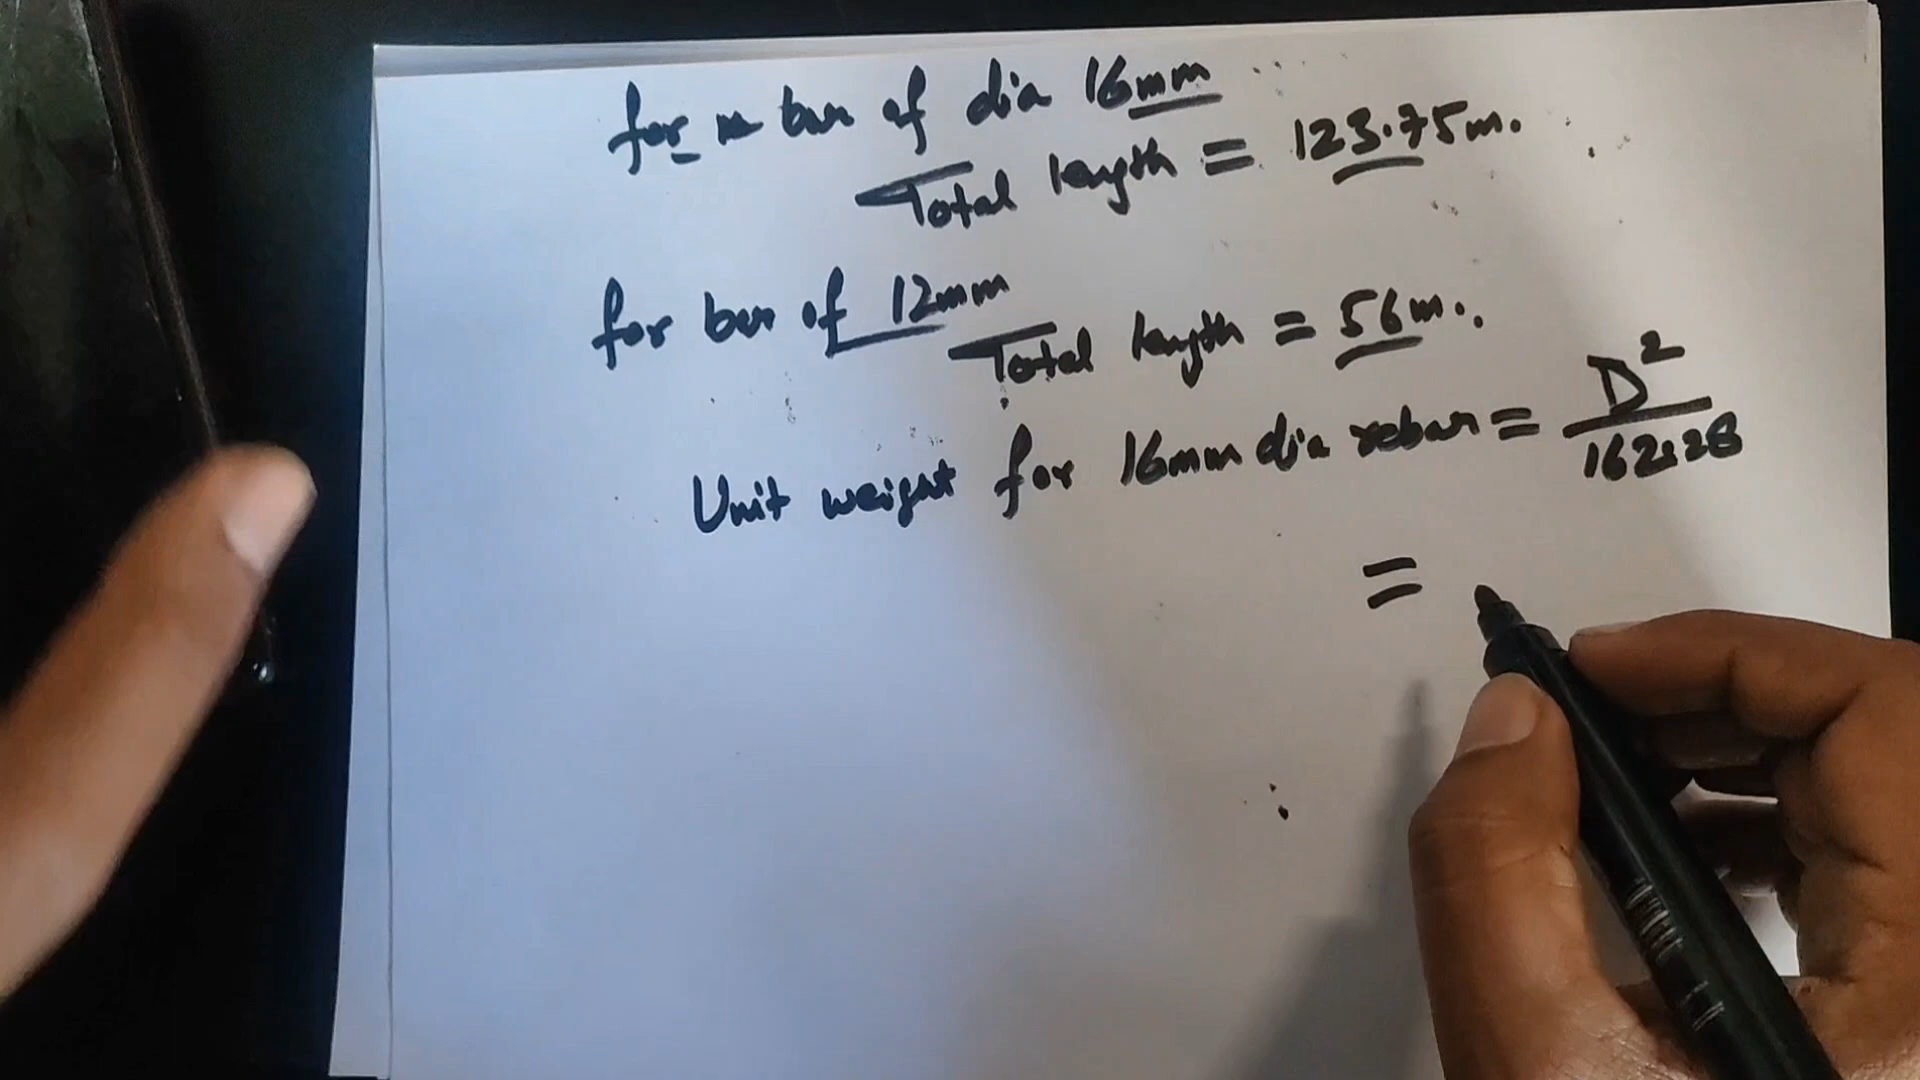 for bar of dia 16mm
Total length = 123.75m.
for bar of 12mm
Total length = 56m.
Unit weight for 16mm dia rebar = D²/162.28
=